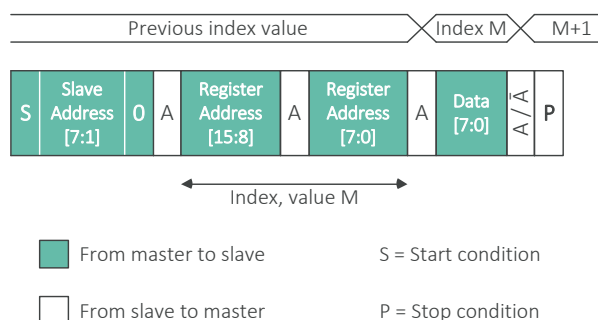 Previous index value Index M M+1
S Slave Address [7:1] 0 A Register Address [15:8] A Register Address [7:0] A Data [7:0] A / Ā P
Index, value M
From master to slave S = Start condition
From slave to master P = Stop condition